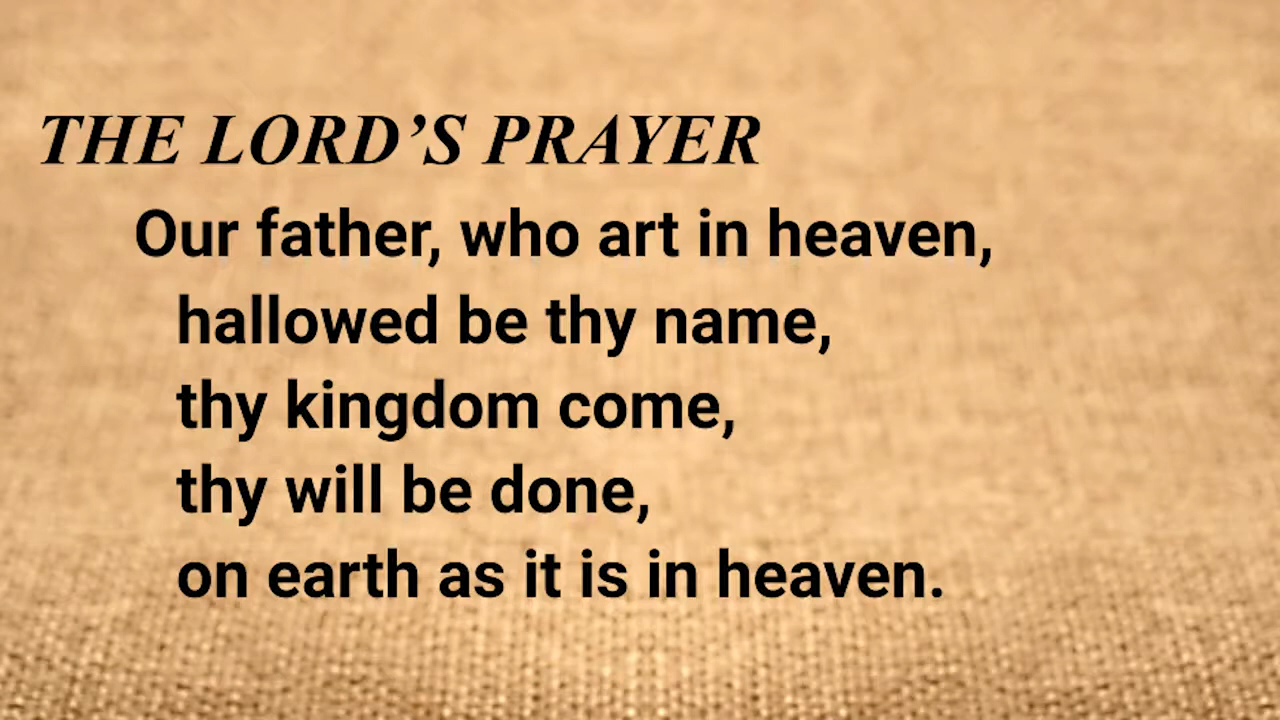 THE LORD’S PRAYER
Our father, who art in heaven,
hallowed be thy name,
thy kingdom come,
thy will be done,
on earth as it is in heaven.